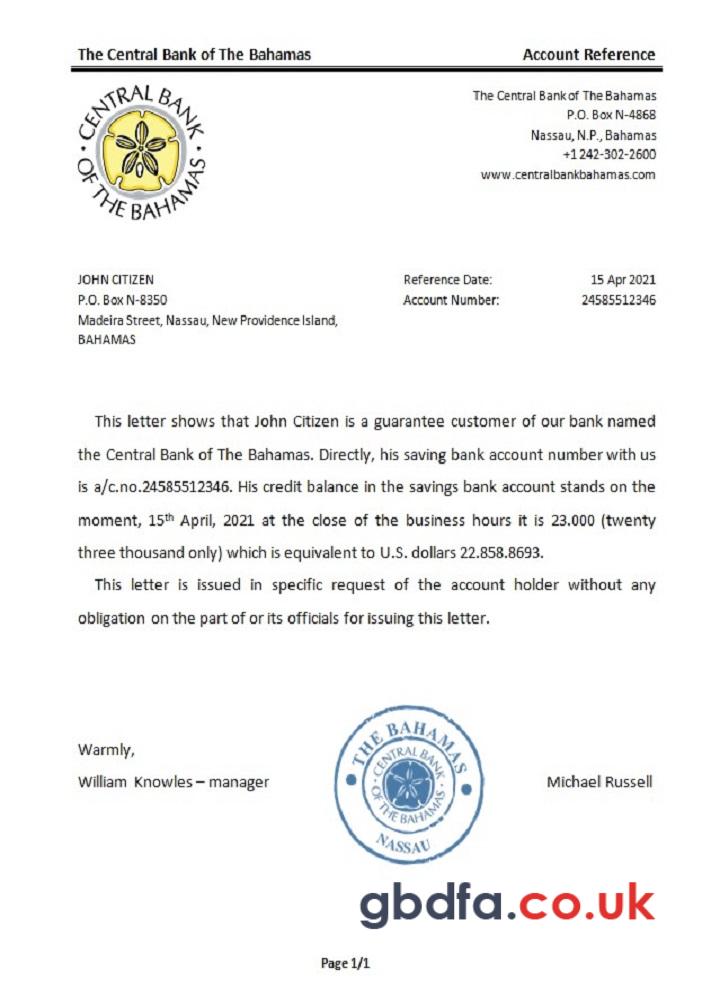 The Central Bank of The Bahamas Account Reference
CENTRAL BANK
OF THE BAHAMAS
The Central Bank of The Bahamas
P.O. Box N-4868
Nassau, N.P., Bahamas
+1 242-302-2600
www.centralbankbahamas.com
JOHN CITIZEN
P.O. Box N-8350
Madeira Street, Nassau, New Providence Island,
BAHAMAS
Reference Date: 15 Apr 2021
Account Number: 24585512346
This letter shows that John Citizen is a guarantee customer of our bank named
the Central Bank of The Bahamas. Directly, his saving bank account number with us
is a/c.no.24585512346. His credit balance in the savings bank account stands on the
moment, 15th April, 2021 at the close of the business hours it is 23.000 (twenty
three thousand only) which is equivalent to U.S. dollars 22.858.8693.
This letter is issued in specific request of the account holder without any
obligation on the part of or its officials for issuing this letter.
Warmly,
William Knowles – manager
THE BAHAMAS
CENTRAL BANK
OF THE BAHAMAS
NASSAU
Michael Russell
gbdfa.co.uk
Page 1/1